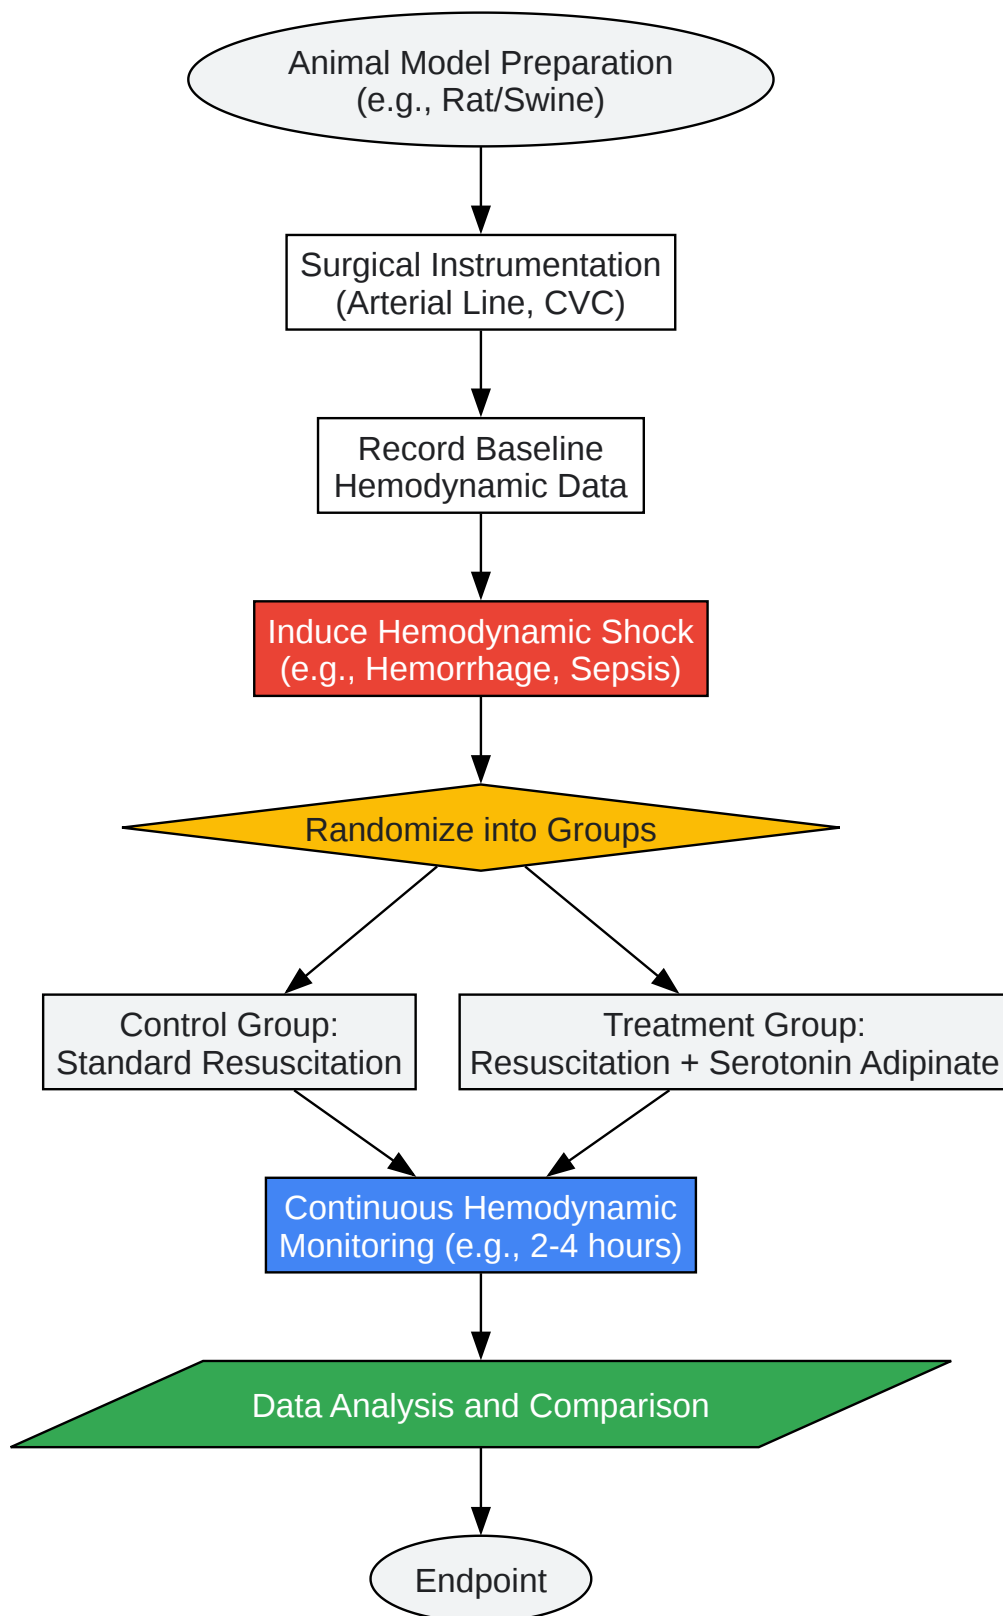 Animal Model Preparation
(e.g., Rat/Swine)
Surgical Instrumentation
(Arterial Line, CVC)
Record Baseline
Hemodynamic Data
Induce Hemodynamic Shock
(e.g., Hemorrhage, Sepsis)
Randomize into Groups
Control Group:
Standard Resuscitation
Treatment Group:
Resuscitation + Serotonin Adipinate
Continuous Hemodynamic
Monitoring (e.g., 2-4 hours)
Data Analysis and Comparison
Endpoint